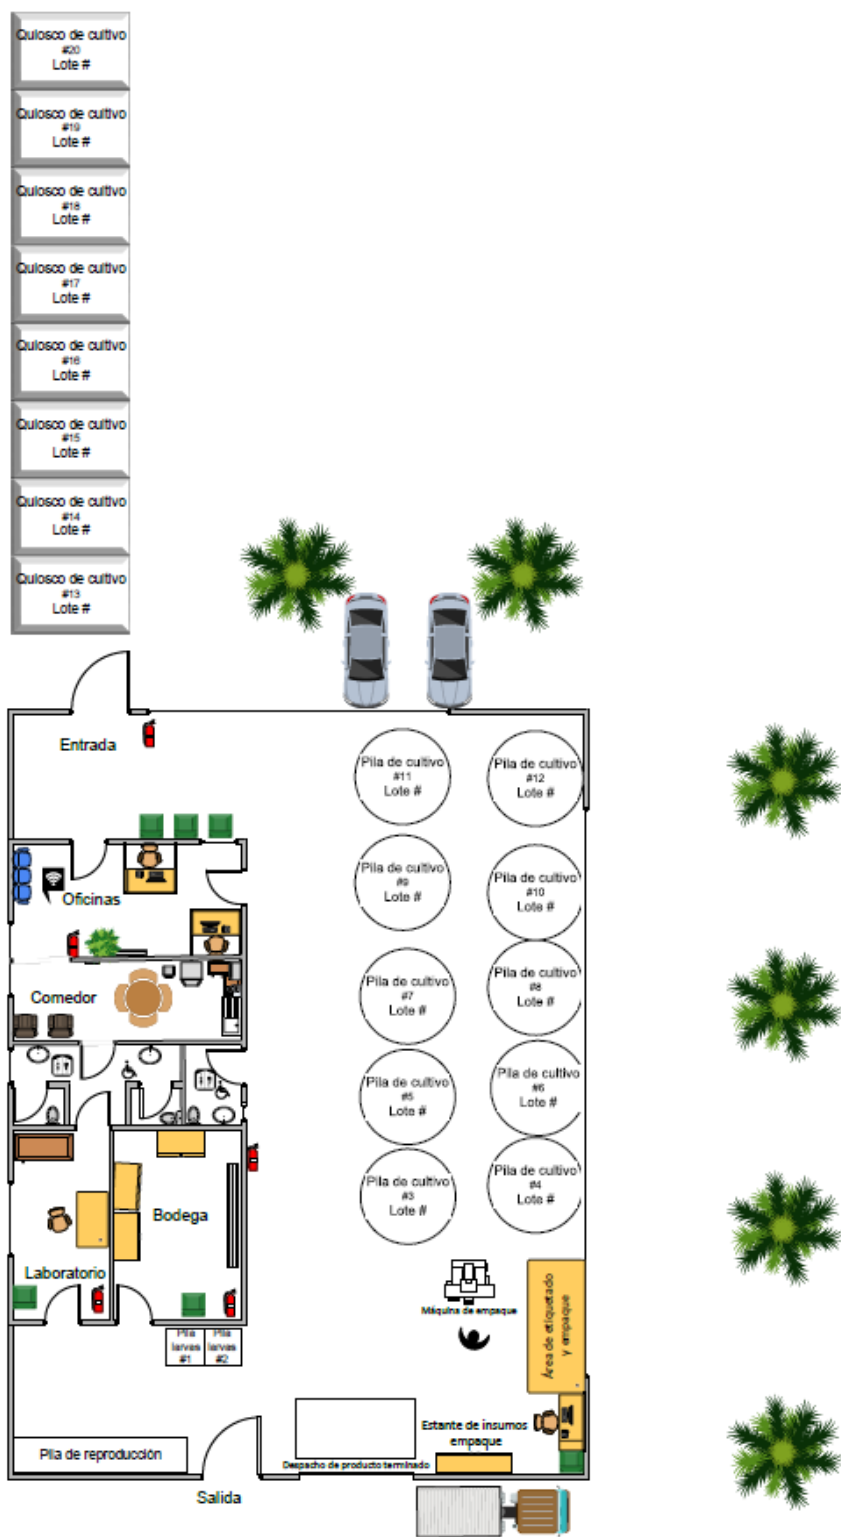 Quiosco de cultivo
#20
Lote #
Quiosco de cultivo
#19
Lote #
Quiosco de cultivo
#18
Lote #
Quiosco de cultivo
#17
Lote #
Quiosco de cultivo
#16
Lote #
Quiosco de cultivo
#15
Lote #
Quiosco de cultivo
#14
Lote #
Quiosco de cultivo
#13
Lote #
Entrada
Pila de cultivo
#11
Lote #
Pila de cultivo
#12
Lote #
Pila de cultivo
#9
Lote #
Pila de cultivo
#10
Lote #
Oficinas
Comedor
Pila de cultivo
#7
Lote #
Pila de cultivo
#8
Lote #
Pila de cultivo
#5
Lote #
Pila de cultivo
#6
Lote #
Pila de cultivo
#3
Lote #
Pila de cultivo
#4
Lote #
Bodega
Laboratorio
Máquina de empaque
Área de etiquetado
y empaque
Pila
larvas
#1
Pila
larvas
#2
Estante de insumos
empaque
Pila de reproducción
Despacho de producto terminado
Salida